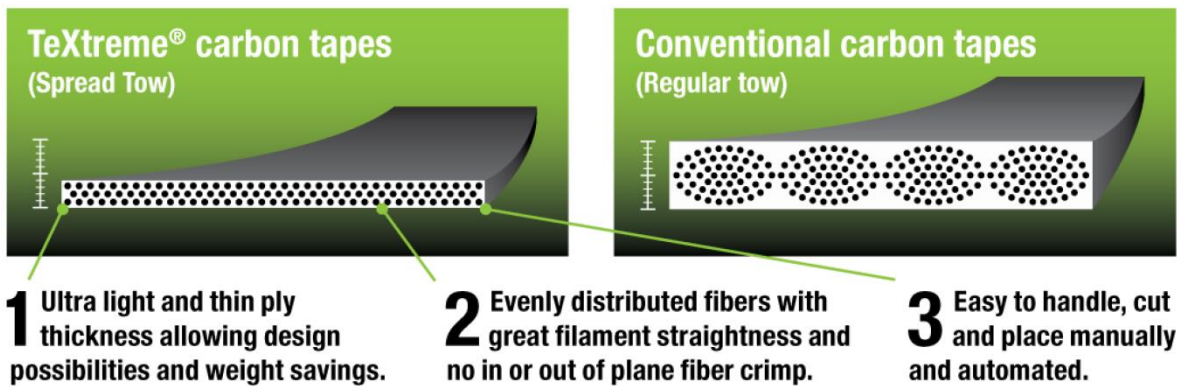 TeXtreme® carbon tapes
(Spread Tow)
Conventional carbon tapes
(Regular tow)
1 Ultra light and thin ply
thickness allowing design
possibilities and weight savings.
2 Evenly distributed fibers with
great filament straightness and
no in or out of plane fiber crimp.
3 Easy to handle, cut
and place manually
and automated.